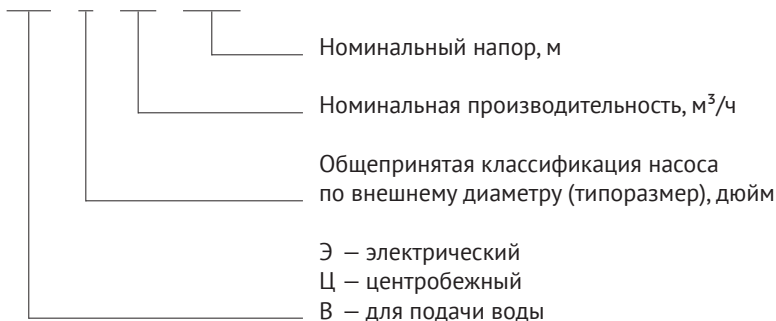 Номинальный напор, м
Номинальная производительность, м³/ч
Общепринятая классификация насоса
по внешнему диаметру (типоразмер), дюйм
Э — электрический
Ц — центробежный
В — для подачи воды